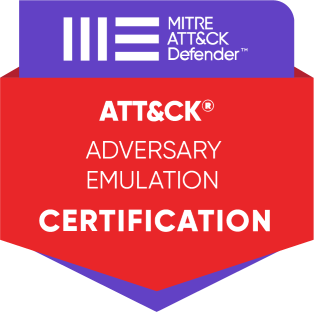 MITRE
ATT&CK
Defender™
ATT&CK®
ADVERSARY
EMULATION
CERTIFICATION